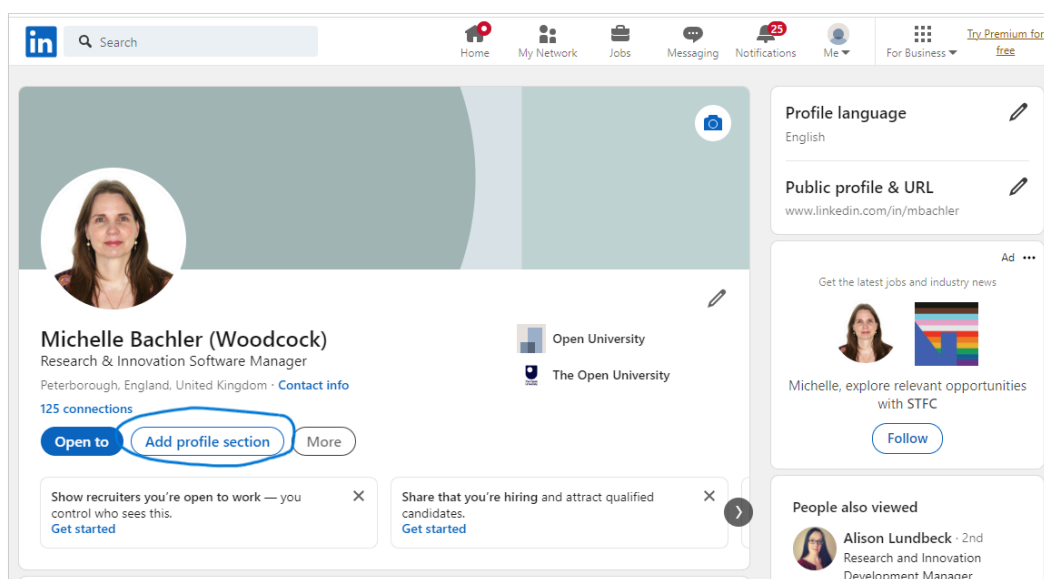 in
Search
Home
My Network
Jobs
Messaging
25
Notifications
Me
For Business
Try Premium for
free
Michelle Bachler (Woodcock)
Research & Innovation Software Manager
Peterborough, England, United Kingdom · Contact info
125 connections
Open University
The Open University
Open to
Add profile section
More
Show recruiters you're open to work — you
control who sees this.
Get started
Share that you're hiring and attract qualified
candidates.
Get started
Profile language
English
Public profile & URL
www.linkedin.com/in/mbachler
Ad
Get the latest jobs and industry news
Michelle, explore relevant opportunities
with STFC
Follow
People also viewed
Alison Lundbeck · 2nd
Research and Innovation
Development Manager